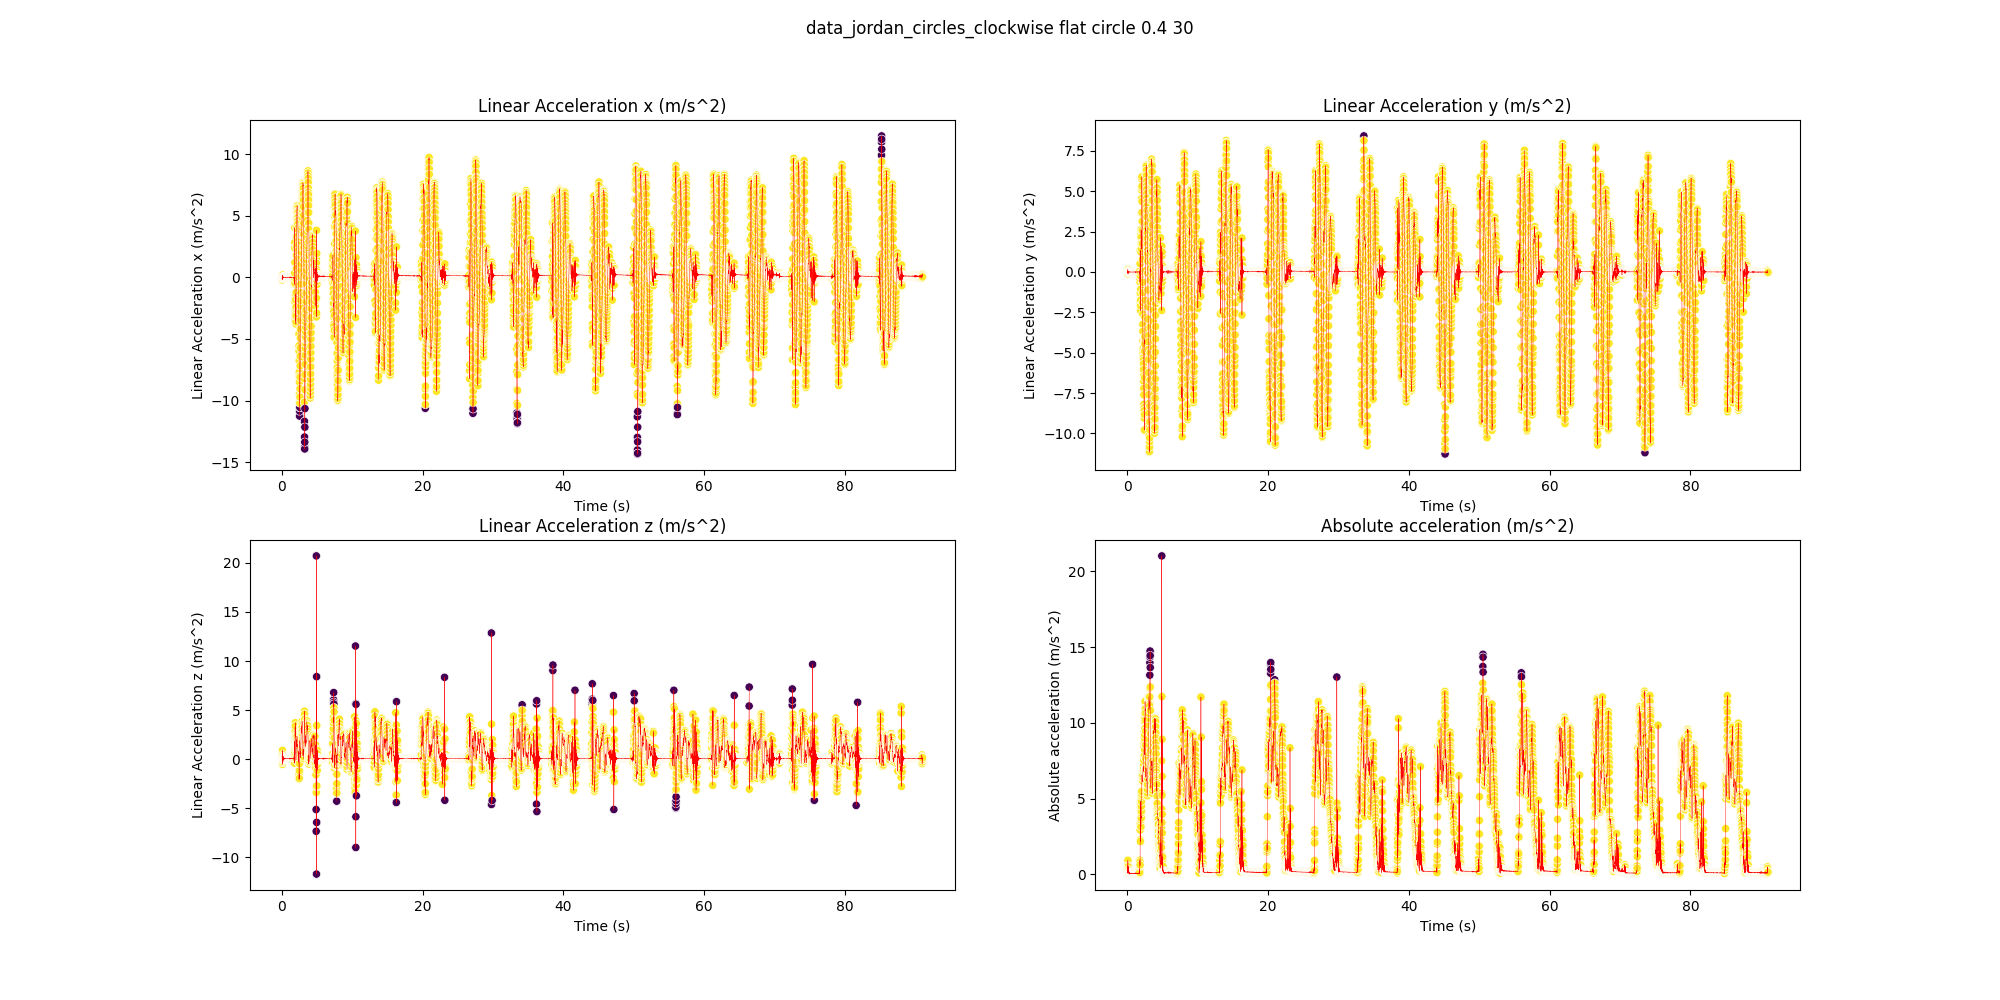 data_jordan_circles_clockwise flat circle 0.4 30
Linear Acceleration x (m/s^2)
Linear Acceleration x (m/s^2)
10
5
0
−5
−10
−15
0 20 40 60 80
Time (s)
Linear Acceleration y (m/s^2)
Linear Acceleration y (m/s^2)
7.5
5.0
2.5
0.0
−2.5
−5.0
−7.5
−10.0
0 20 40 60 80
Time (s)
Linear Acceleration z (m/s^2)
Linear Acceleration z (m/s^2)
20
15
10
5
0
−5
−10
0 20 40 60 80
Time (s)
Absolute acceleration (m/s^2)
Absolute acceleration (m/s^2)
20
15
10
5
0
0 20 40 60 80
Time (s)